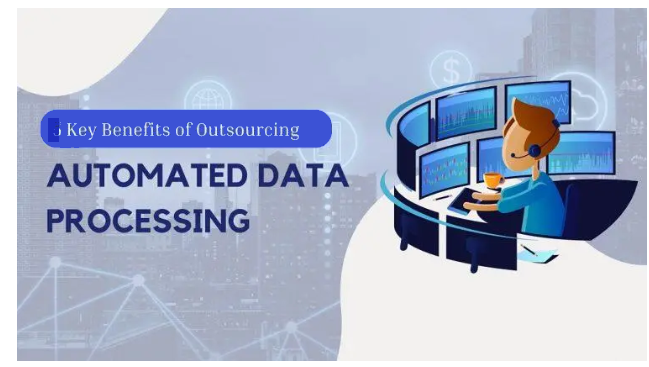 Key Benefits of Outsourcing
AUTOMATED DATA
PROCESSING